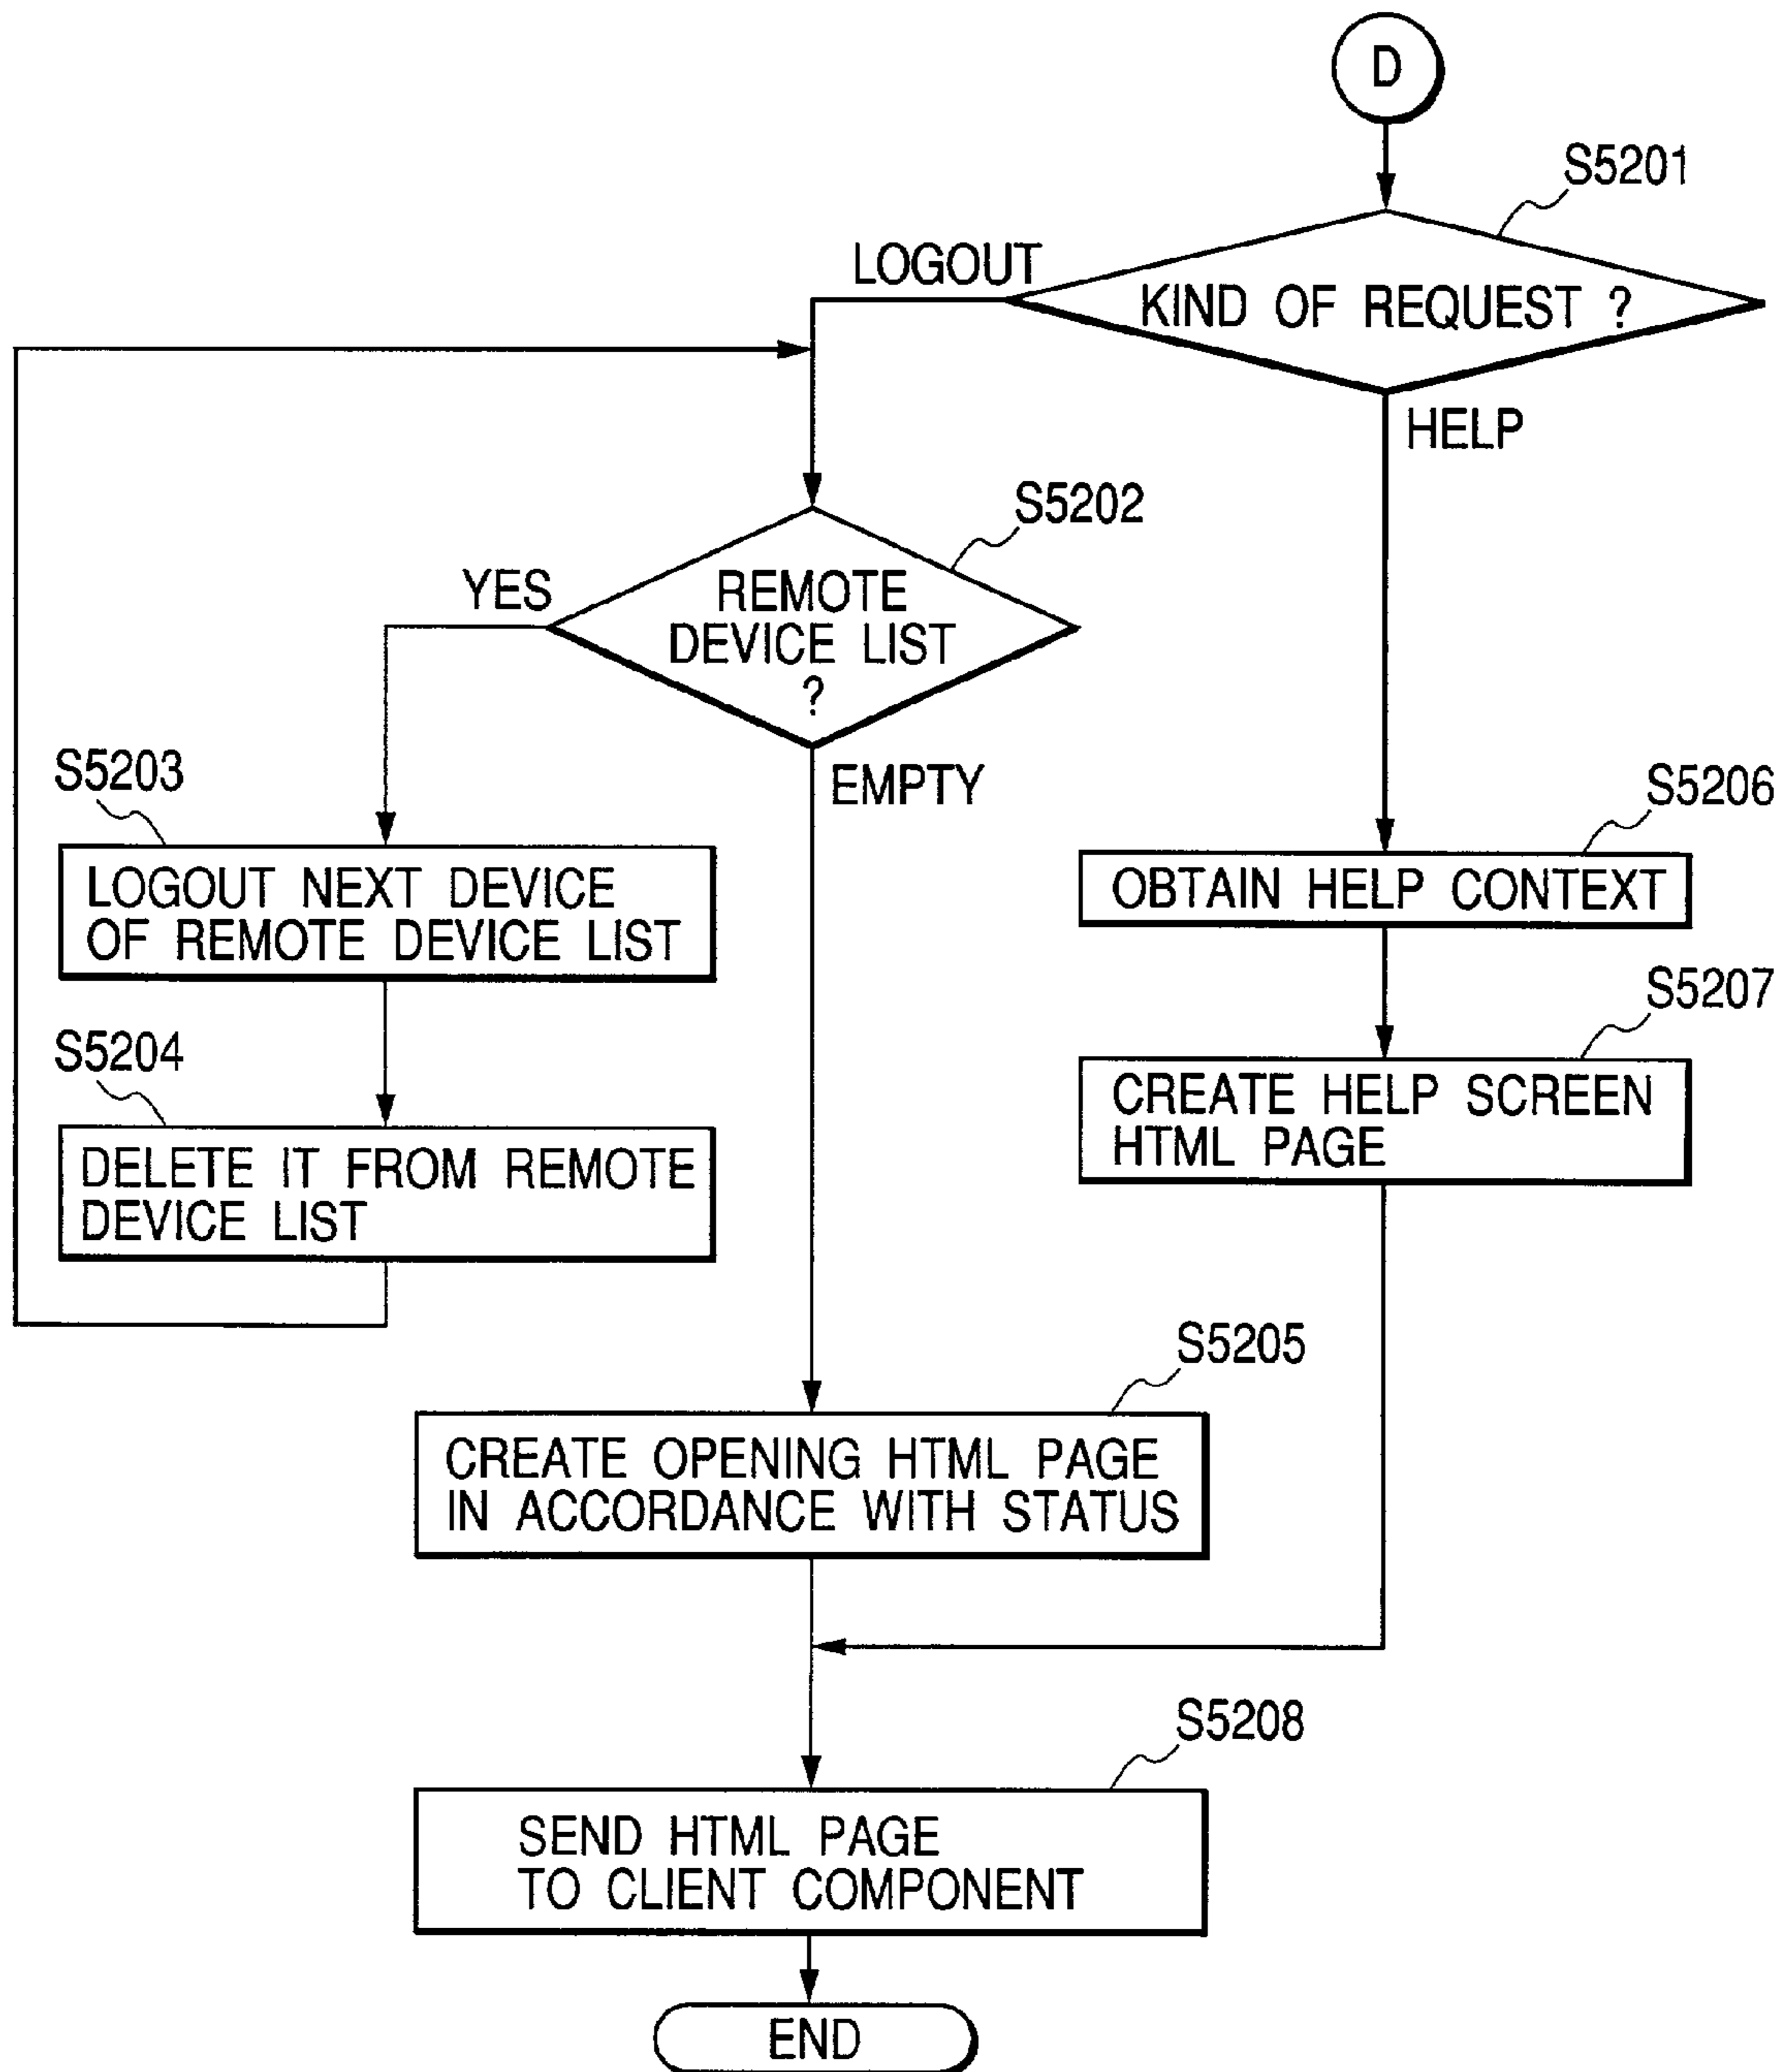 D
S5201
LOGOUT
KIND OF REQUEST ?
HELP
S5202
YES
REMOTE
DEVICE LIST
?
EMPTY
S5203
LOGOUT NEXT DEVICE
OF REMOTE DEVICE LIST
S5206
OBTAIN HELP CONTEXT
S5207
CREATE HELP SCREEN
HTML PAGE
S5204
DELETE IT FROM REMOTE
DEVICE LIST
S5205
CREATE OPENING HTML PAGE
IN ACCORDANCE WITH STATUS
S5208
SEND HTML PAGE
TO CLIENT COMPONENT
END